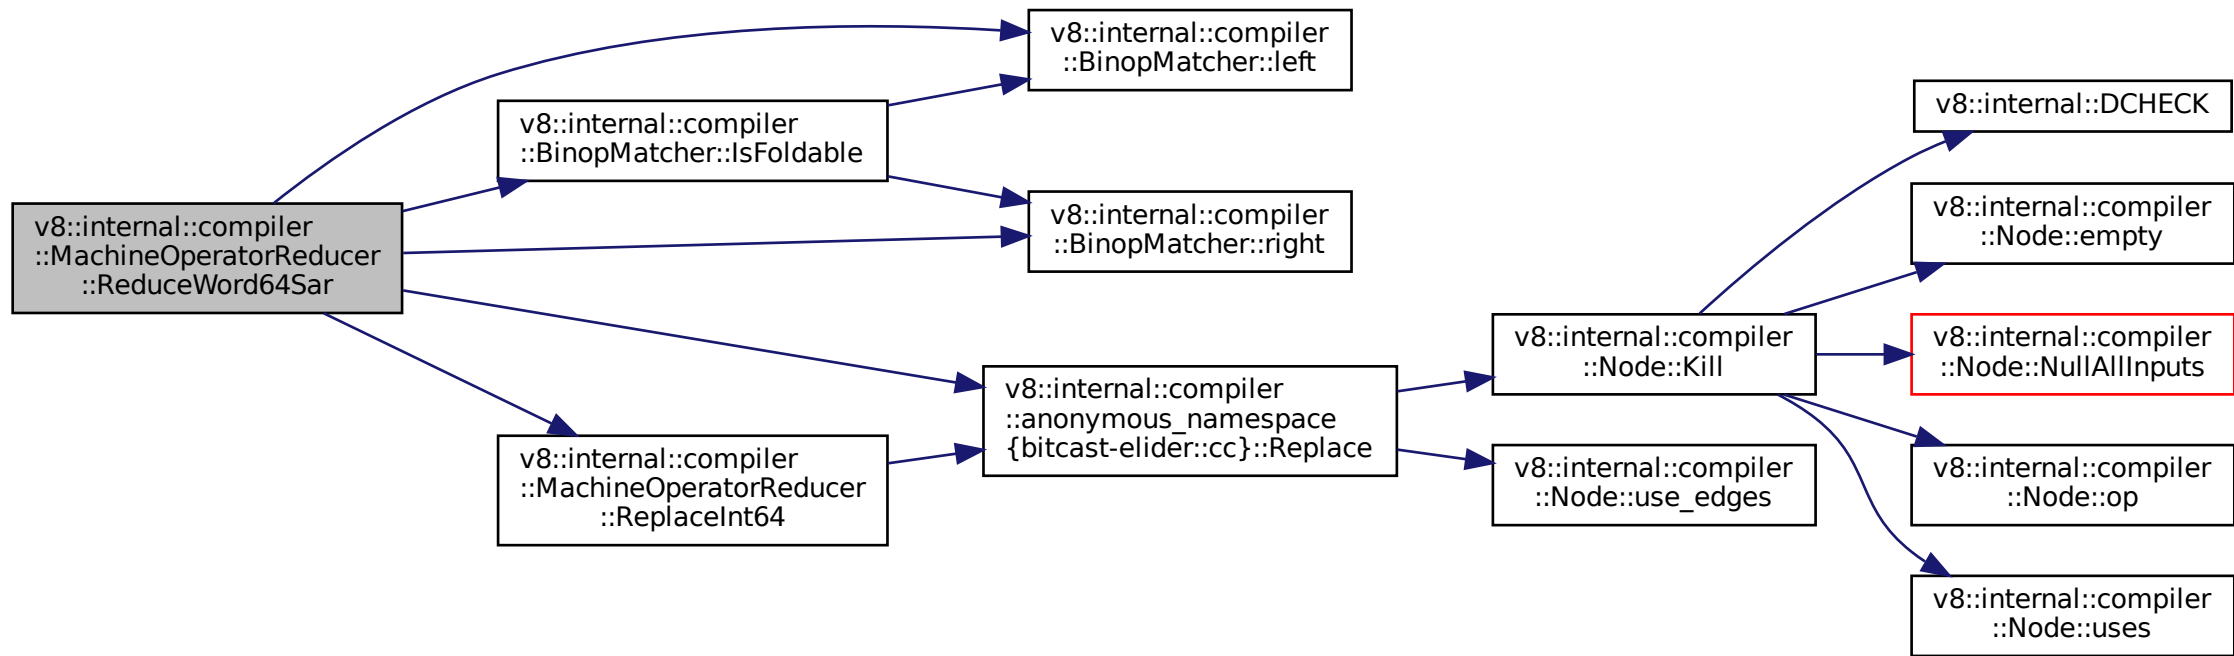 v8::internal::compiler
::MachineOperatorReducer
::ReduceWord64Sar
v8::internal::compiler
::BinopMatcher::left
v8::internal::compiler
::BinopMatcher::IsFoldable
v8::internal::compiler
::BinopMatcher::right
v8::internal::compiler
::anonymous_namespace
{bitcast-elider::cc}::Replace
v8::internal::compiler
::MachineOperatorReducer
::ReplaceInt64
v8::internal::compiler
::Node::Kill
v8::internal::compiler
::Node::use_edges
v8::internal::DCHECK
v8::internal::compiler
::Node::empty
v8::internal::compiler
::Node::NullAllInputs
v8::internal::compiler
::Node::op
v8::internal::compiler
::Node::uses